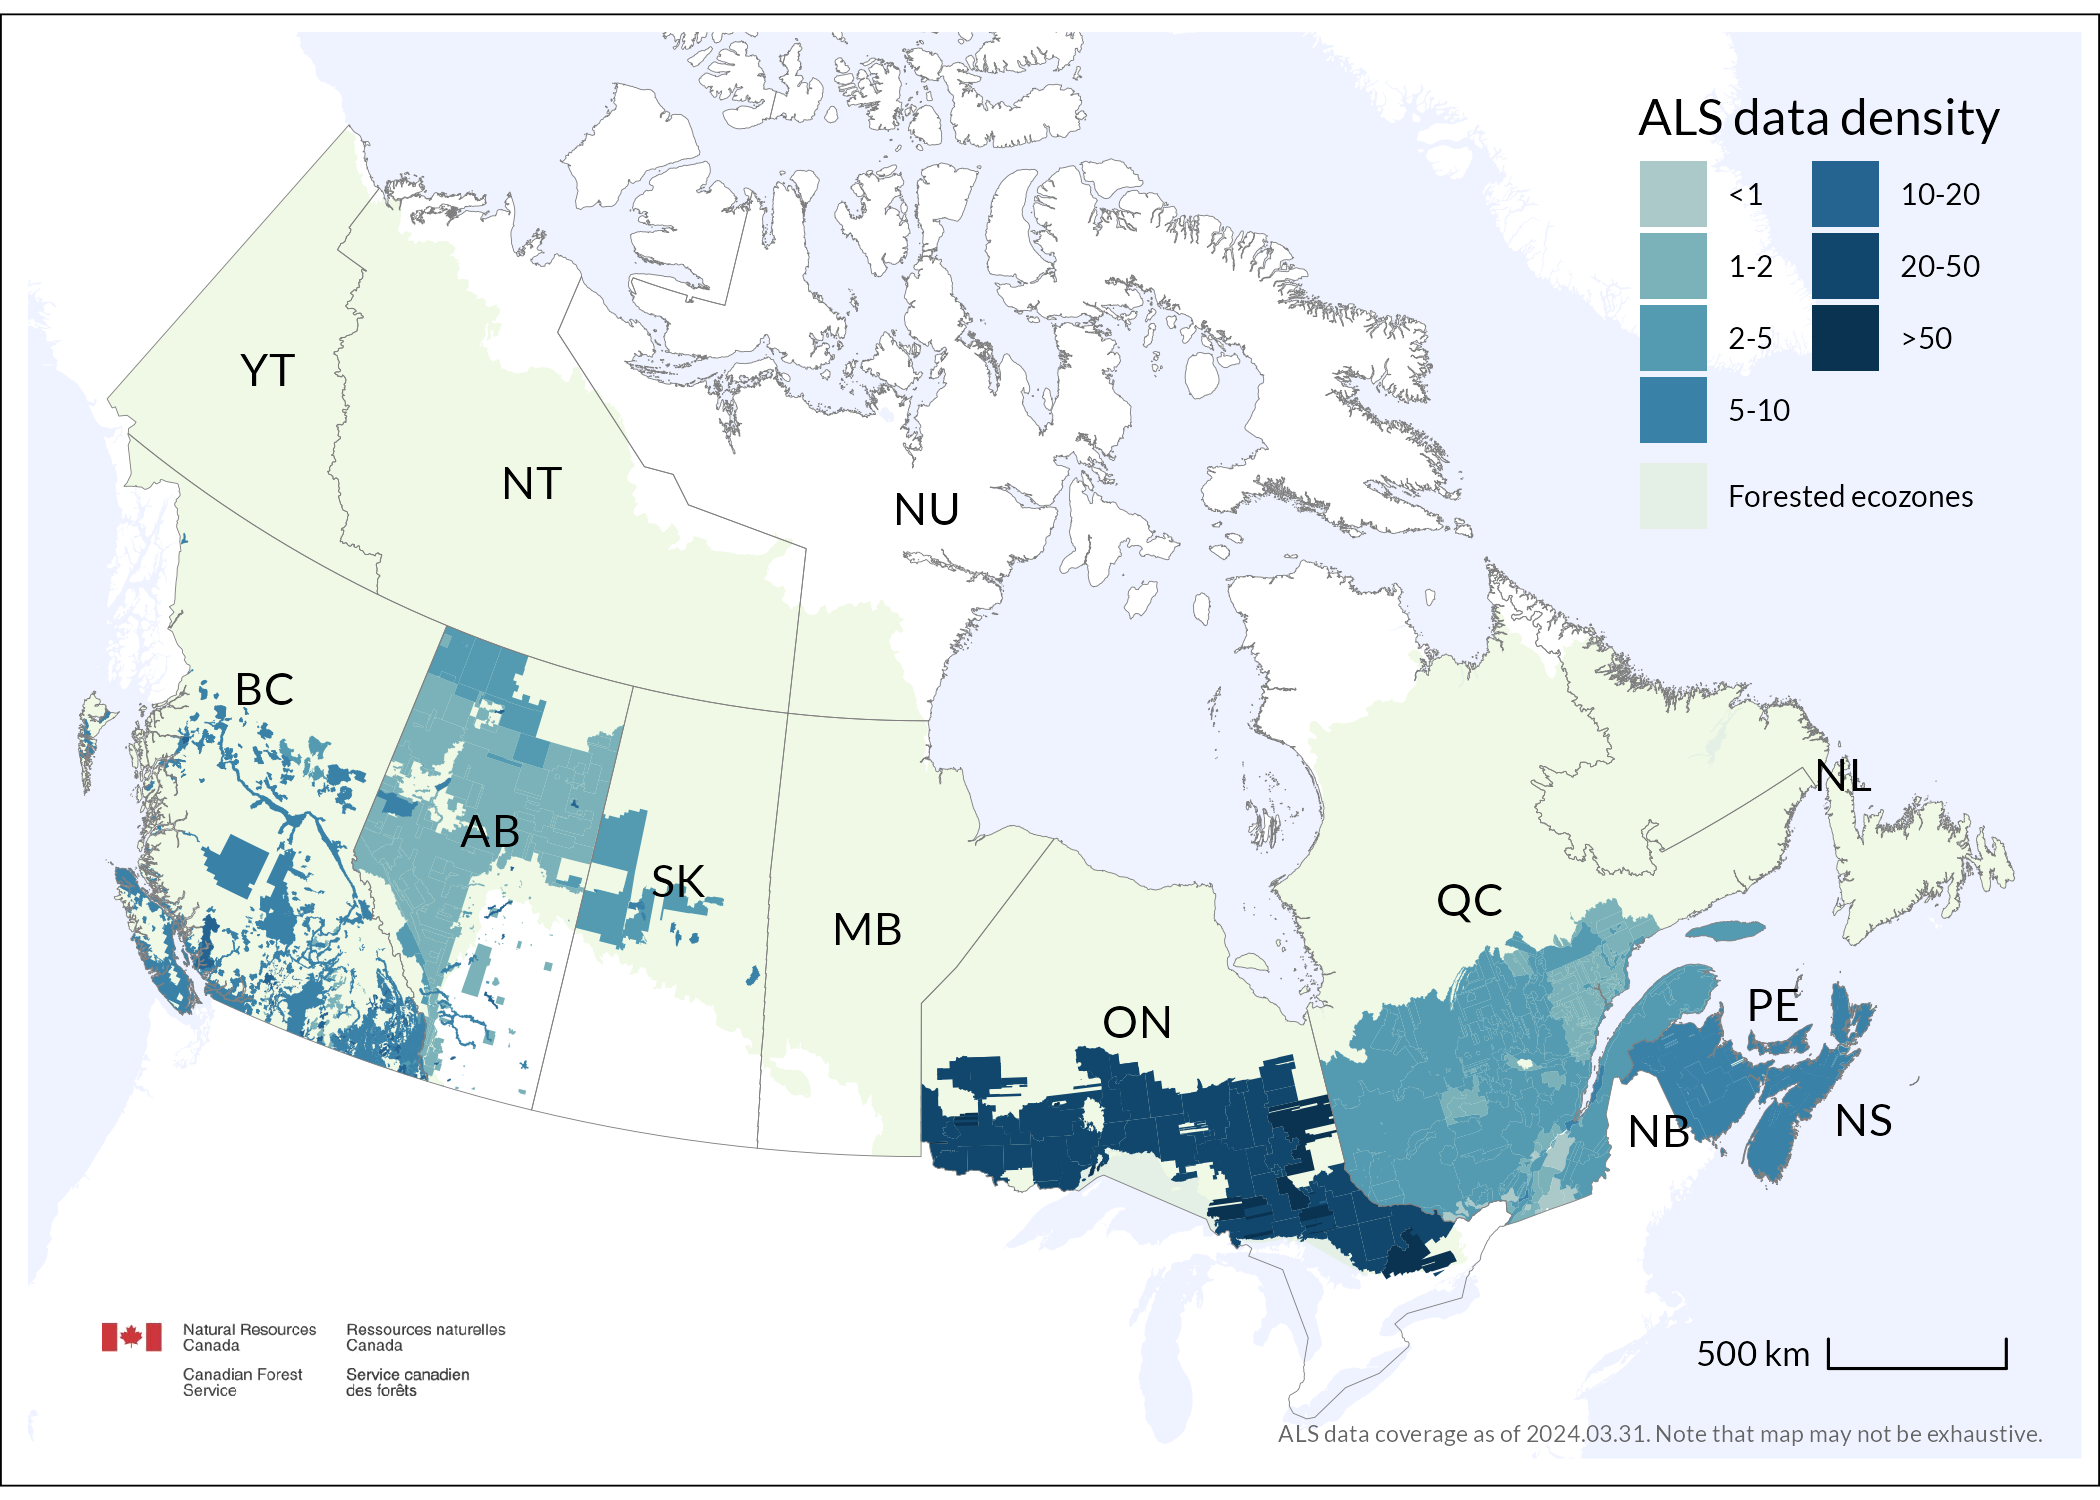 ALS data density
<1
10-20
1-2
20-50
2-5
>50
5-10
Forested ecozones
YT
NT
NU
BC
NL
AB
SK
QC
MB
PE
ON
NS
NB
Natural Resources
Canada
Ressources naturelles
Canada
Canadian Forest
Service
Service canadien
des forêts
500 km
ALS data coverage as of 2024.03.31. Note that map may not be exhaustive.